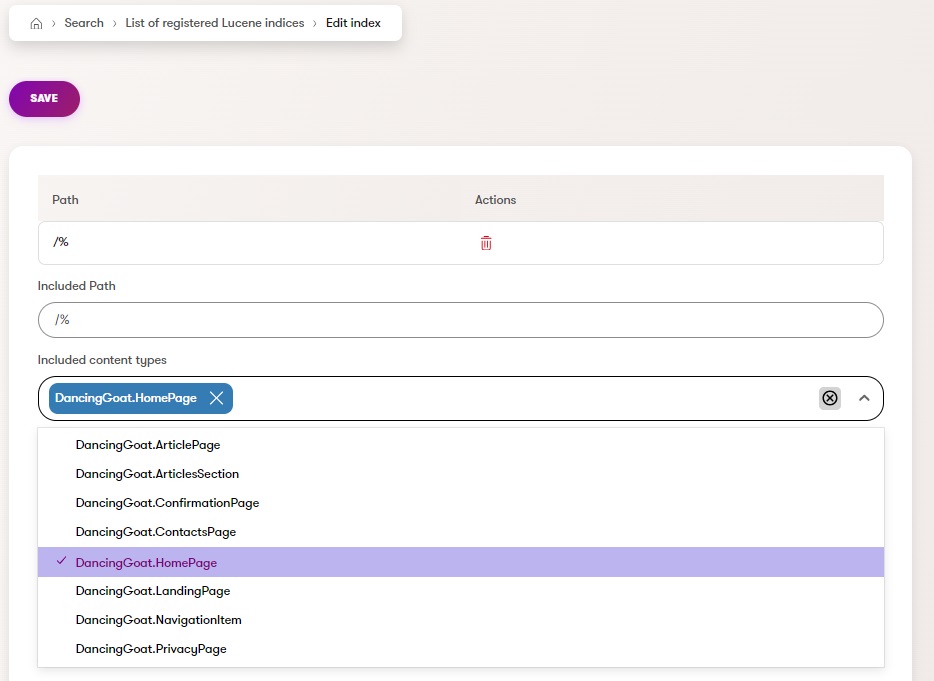 Search > List of registered Lucene indices > Edit index
SAVE
Path Actions
/%
Included Path
/%
Included content types
DancingGoat.HomePage
DancingGoat.ArticlePage
DancingGoat.ArticlesSection
DancingGoat.ConfirmationPage
DancingGoat.ContactsPage
DancingGoat.HomePage
DancingGoat.LandingPage
DancingGoat.NavigationItem
DancingGoat.PrivacyPage